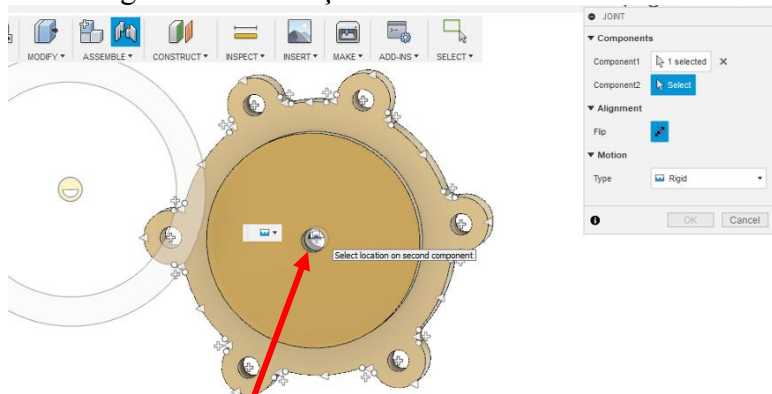 JOINT
MODIFY ASSEMBLE CONSTRUCT INSPECT INSERT MAKE ADD-INS SELECT
Components
Component1 1 selected X
Component2 Select
Alignment
Flip
Motion
Type Rigid
OK Cancel
Select location on second component